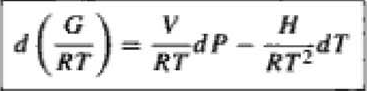 d(G/RT) = V/RT dP − H/RT² dT